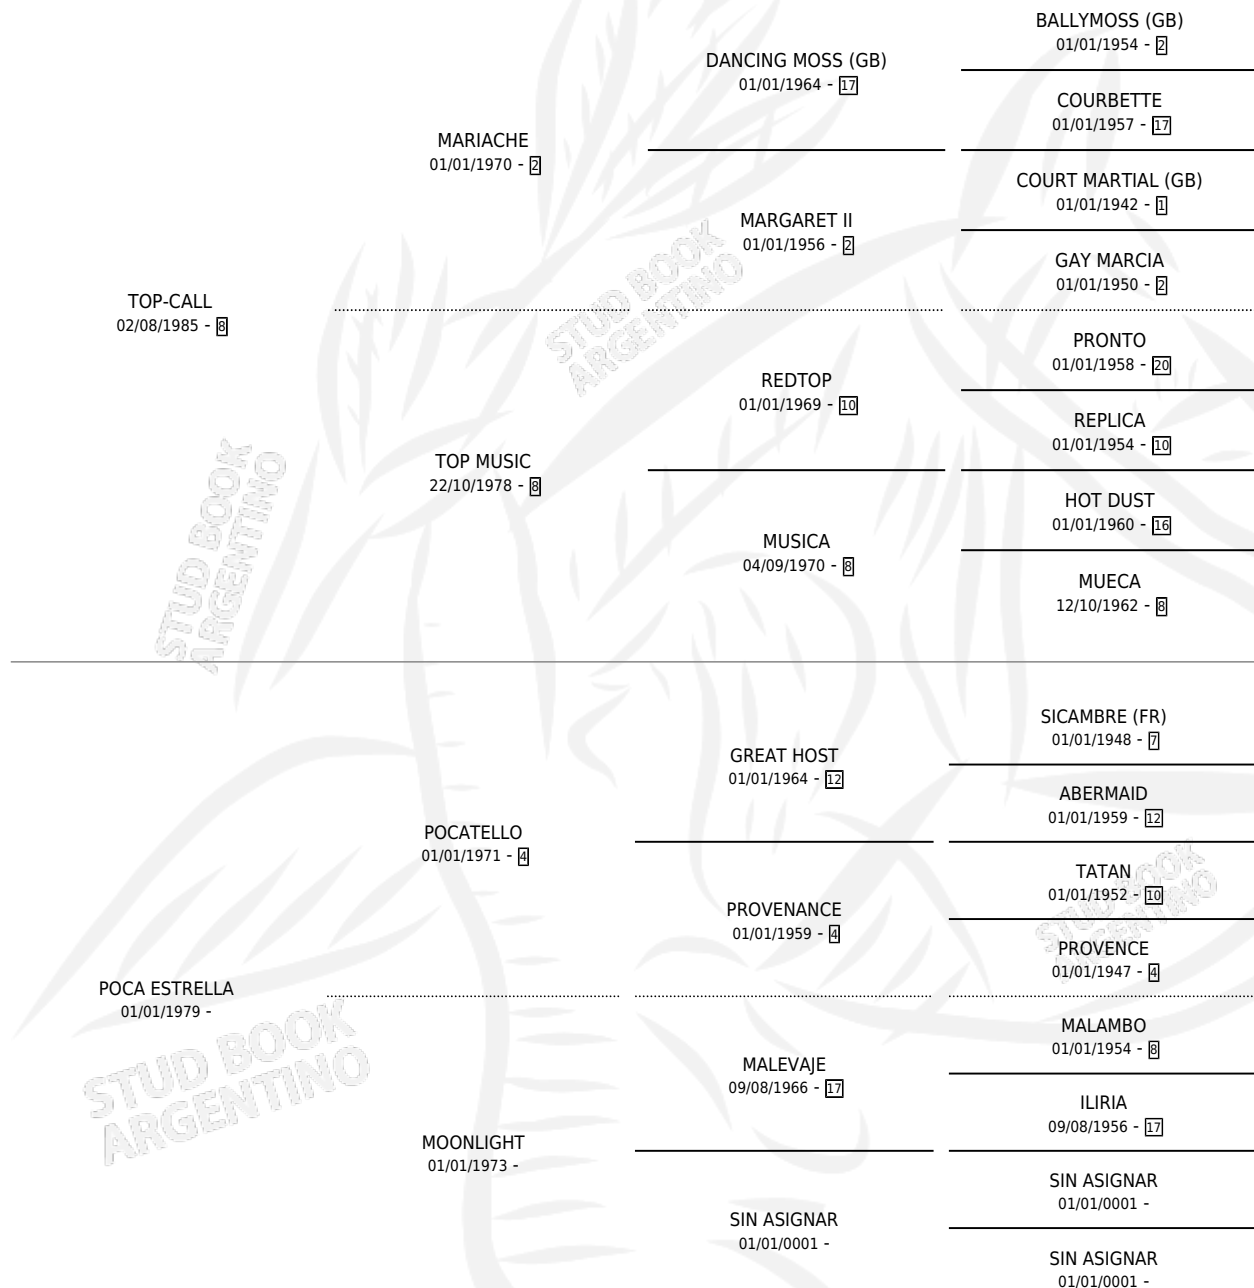 BALLYMOSS (GB)
01/01/1954 - 2
DANCING MOSS (GB)
01/01/1964 - 17
COURBETTE
01/01/1957 - 17
MARIACHE
01/01/1970 - 2
COURT MARTIAL (GB)
01/01/1942 - 1
MARGARET II
01/01/1956 - 2
GAY MARCIA
01/01/1950 - 2
TOP-CALL
02/08/1985 - 8
PRONTO
01/01/1958 - 20
REDTOP
01/01/1969 - 10
REPLICA
01/01/1954 - 10
TOP MUSIC
22/10/1978 - 8
HOT DUST
01/01/1960 - 16
MUSICA
04/09/1970 - 8
MUECA
12/10/1962 - 8
SICAMBRE (FR)
01/01/1948 - 7
GREAT HOST
01/01/1964 - 12
ABERMAID
01/01/1959 - 12
POCATELLO
01/01/1971 - 4
TATAN
01/01/1952 - 10
PROVENANCE
01/01/1959 - 4
PROVENCE
01/01/1947 - 4
POCA ESTRELLA
01/01/1979 -
MALAMBO
01/01/1954 - 8
MALEVAJE
09/08/1966 - 17
ILIRIA
09/08/1956 - 17
MOONLIGHT
01/01/1973 -
SIN ASIGNAR
01/01/0001 -
SIN ASIGNAR
01/01/0001 -
SIN ASIGNAR
01/01/0001 -
STUD BOOK
ARGENTINO
STUD BOOK
ARGENTINO
STUD BOOK
ARGENTINO
STUD BOOK
ARGENTINO